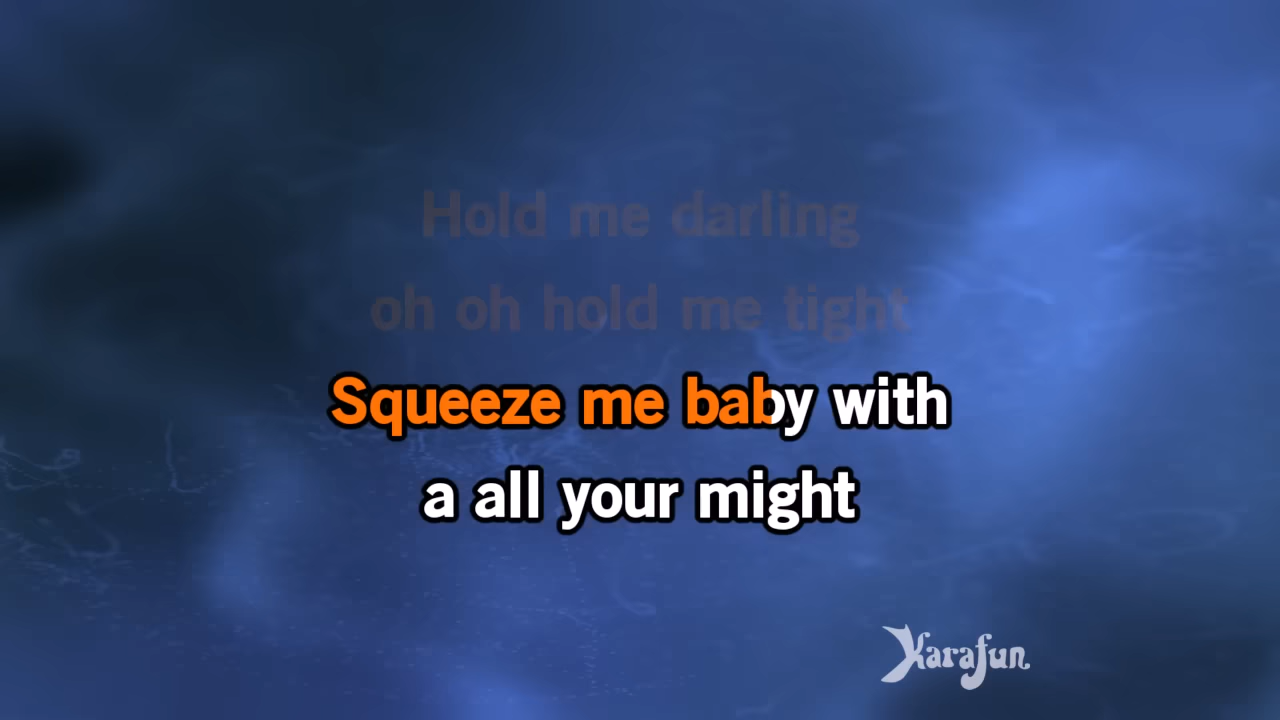 Hold me darling
oh oh hold me tight
Squeeze me baby with
a all your might
Karafun